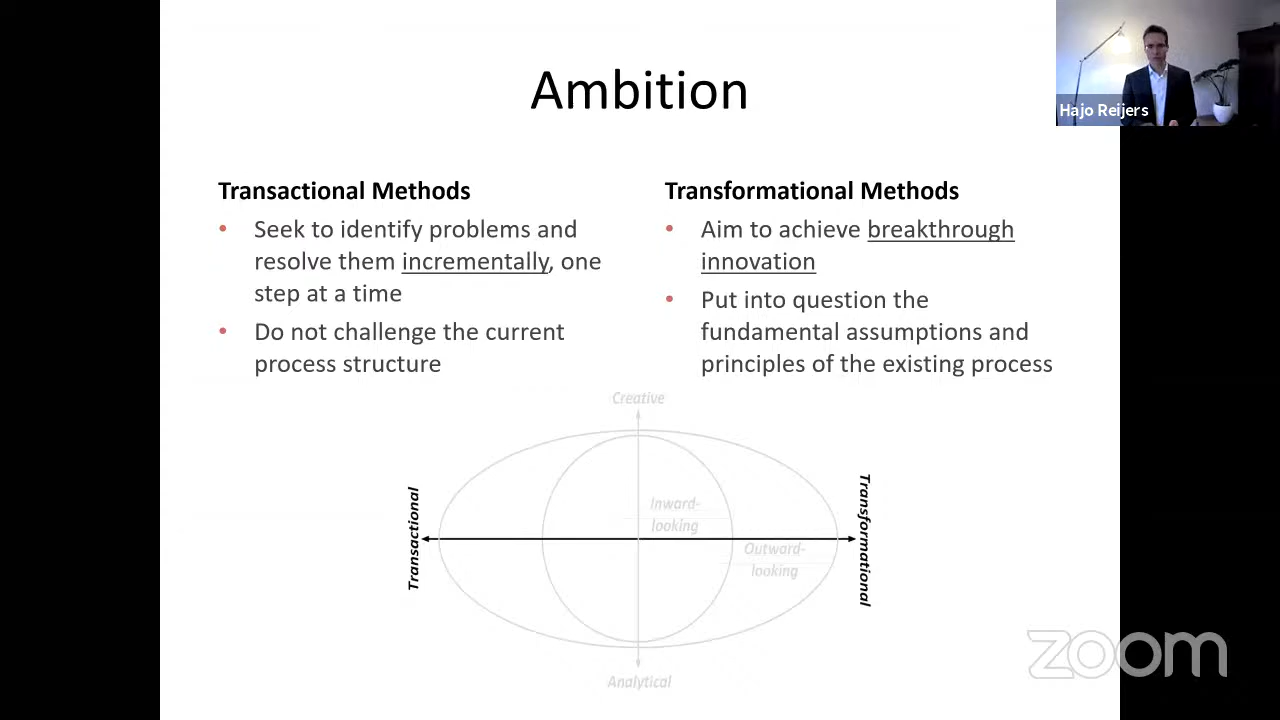 Ambition
Hajo Reijers
Transactional Methods
• Seek to identify problems and
resolve them incrementally, one
step at a time
• Do not challenge the current
process structure
Transformational Methods
• Aim to achieve breakthrough
innovation
• Put into question the
fundamental assumptions and
principles of the existing process
Creative
Transactional
Inward-
looking
Outward-
looking
Transformational
Analytical
zoom